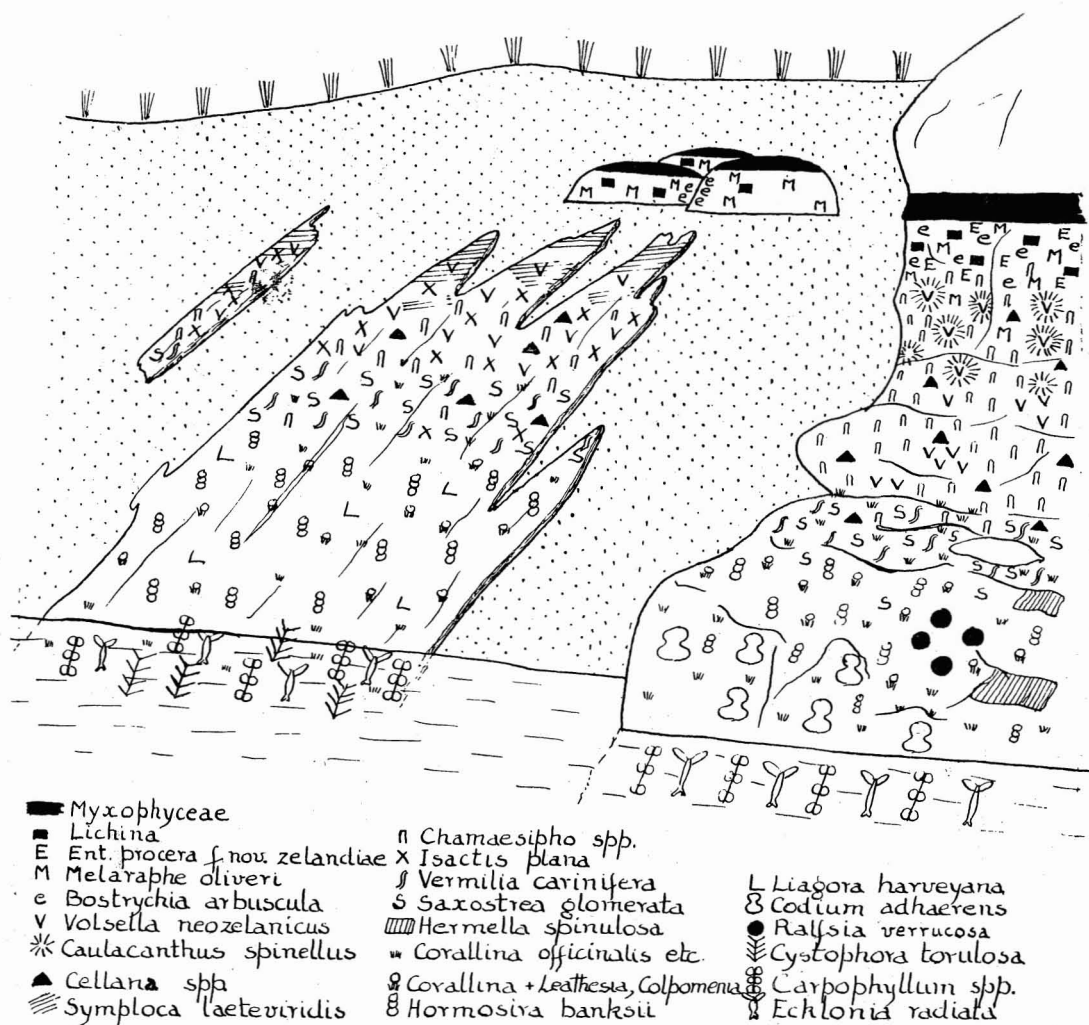 Myxophyceae
Lichina
Ent. procera f. nov. zelandiae
Melaraphe oliveri
Bostrychia arbuscula
Volsella neozelanicus
Caulacanthus spinellus
Cellana spp
Symploca laeteviridis
Chamaesipho spp.
Isactis plana
Vermilia carinifera
Saxostrea glomerata
Hermella spinulosa
Corallina officinalis etc.
Corallina + Leathesia, Colpomenia
Hormosira banksii
Liagora harveyana
Codium adhaerens
Ralfsia verrucosa
Cystophora torulosa
Carpophyllum spp.
Ecklonia radiata